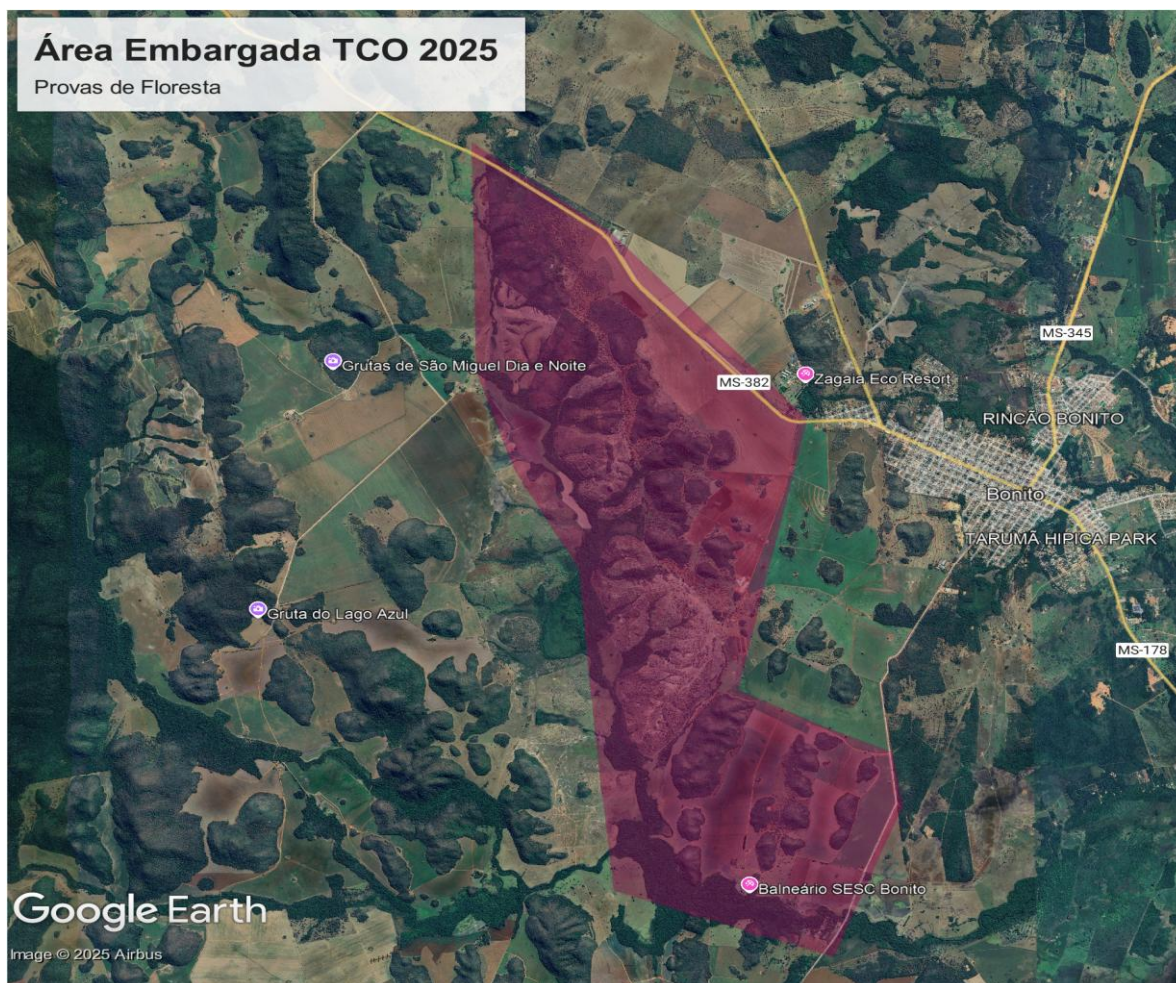 Área Embargada TCO 2025
Provas de Floresta
MS-345
Grutas de São Miguel Dia e Noite
MS-382
Zagaia Eco Resort
RINCÃO BONITO
Bonito
TARUMÃ HIPICA PARK
Gruta do Lago Azul
MS-178
Balneário SESC Bonito
Google Earth
Image © 2025 Airbus